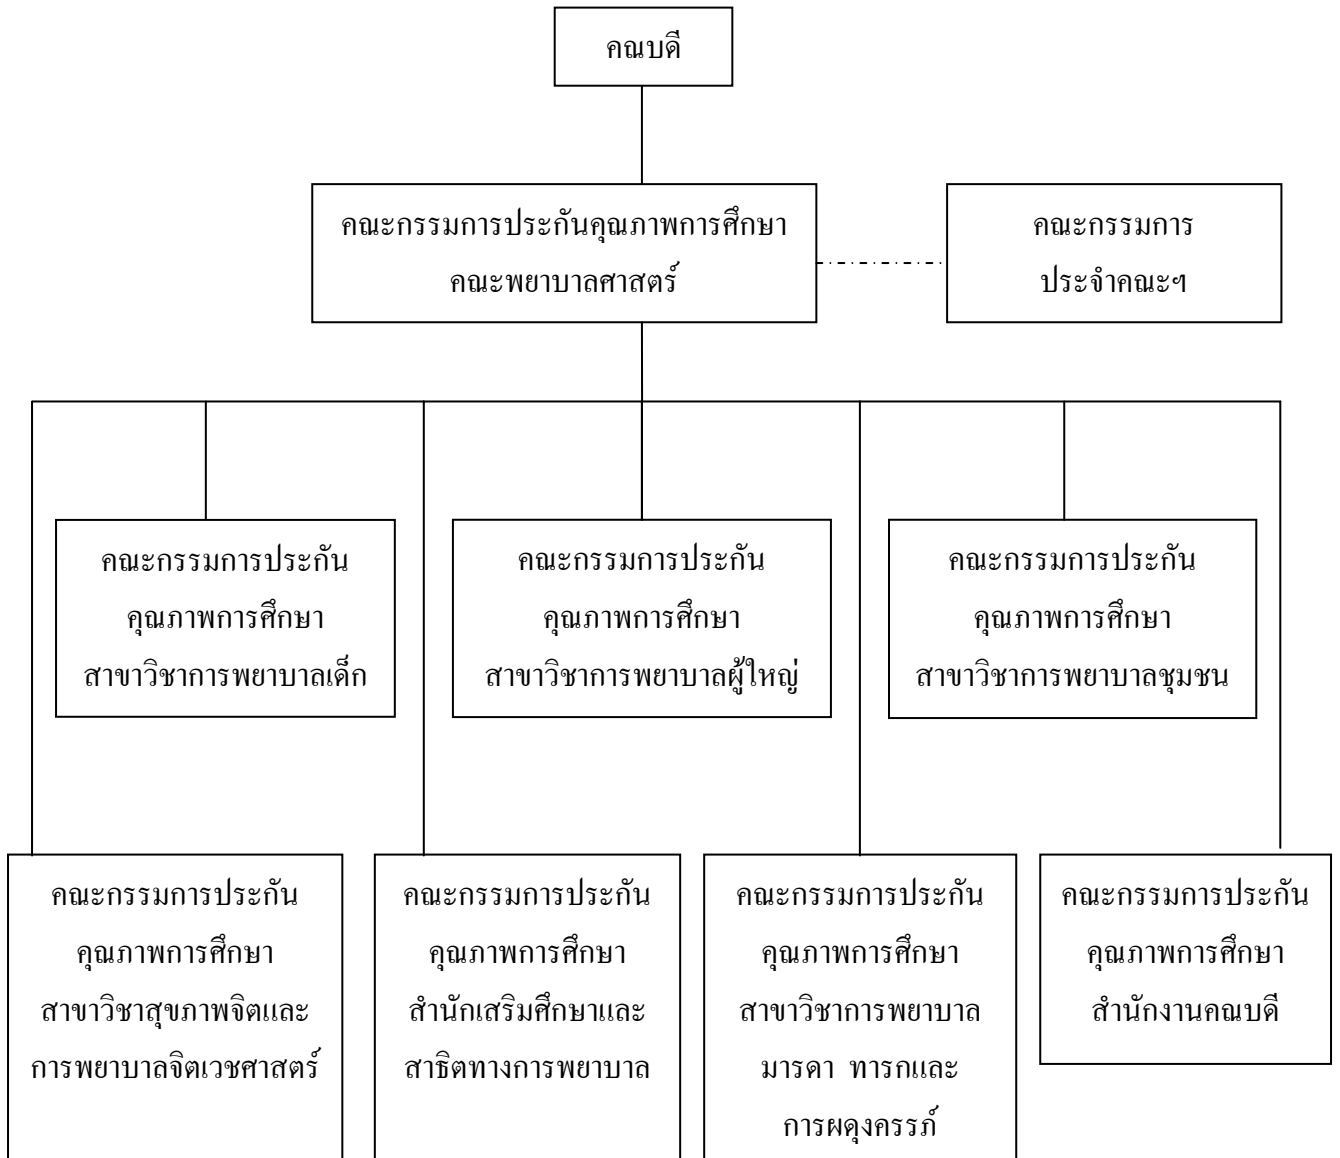 คณบดี
คณะกรรมการประกันคุณภาพการศึกษา
คณะพยาบาลศาสตร์
คณะกรรมการ
ประจำคณะฯ
คณะกรรมการประกัน
คุณภาพการศึกษา
สาขาวิชาการพยาบาลเด็ก
คณะกรรมการประกัน
คุณภาพการศึกษา
สาขาวิชาการพยาบาลผู้ใหญ่
คณะกรรมการประกัน
คุณภาพการศึกษา
สาขาวิชาการพยาบาลชุมชน
คณะกรรมการประกัน
คุณภาพการศึกษา
สาขาวิชาสุขภาพจิตและ
การพยาบาลจิตเวชศาสตร์
คณะกรรมการประกัน
คุณภาพการศึกษา
สำนักเสริมศึกษาและ
สาธิตทางการพยาบาล
คณะกรรมการประกัน
คุณภาพการศึกษา
สาขาวิชาการพยาบาล
มารดา ทารกและ
การผดุงครรภ์
คณะกรรมการประกัน
คุณภาพการศึกษา
สำนักงานคณบดี